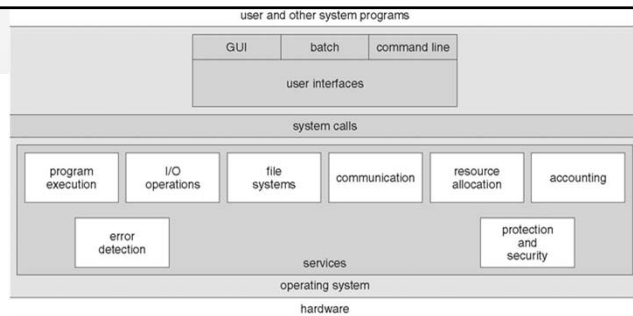 user and other system programs
GUI
batch
command line
user interfaces
system calls
program
execution
I/O
operations
file
systems
communication
resource
allocation
accounting
error
detection
protection
and
security
services
operating system
hardware